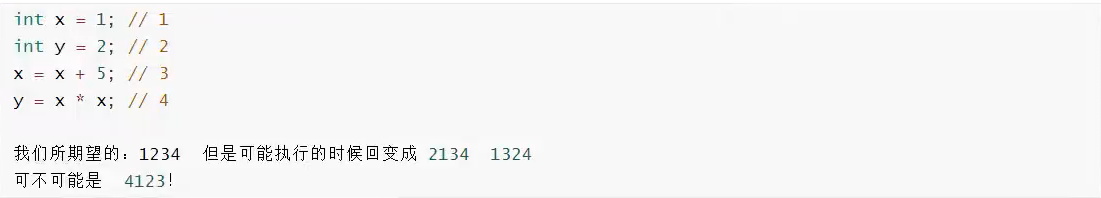 int x = 1; // 1
int y = 2; // 2
x = x + 5; // 3
y = x * x; // 4
我们所期望的：1234 但是可能执行的时候回变成 2134 1324
可不可能是 4123!